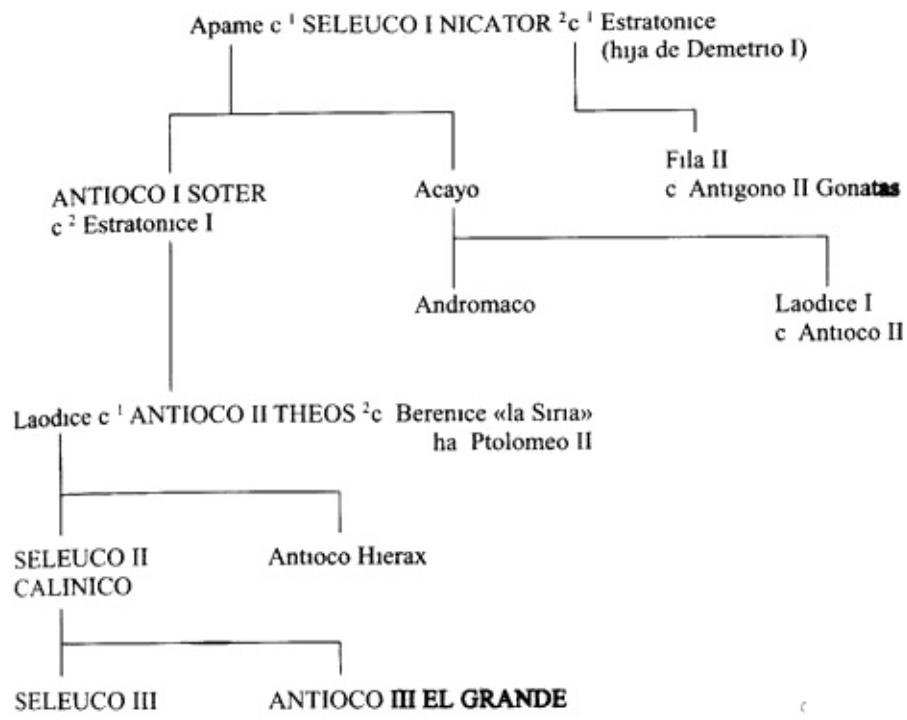 Apame c ¹ SELEUCO I NICATOR ²c ¹ Estratonice
(hija de Demetrio I)
Fila II
c Antigono II Gonatas
ANTIOCO I SOTER
c ² Estratonice I
Acayo
Andromaco
Laodice I
c Antioco II
Laodice c ¹ ANTIOCO II THEOS ²c Berenice «la Siria»
ha Ptolomeo II
SELEUCO II
CALINICO
Antioco Hierax
SELEUCO III
ANTIOCO III EL GRANDE